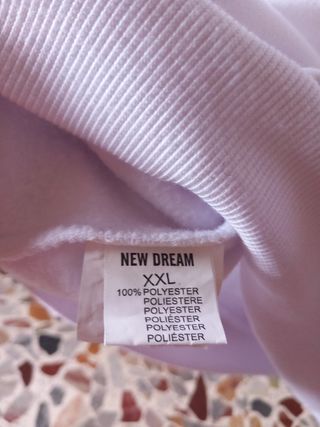 NEW DREAM
XXL
100% POLYESTER
POLIESTERE
POLYESTER
POLIÉSTER
POLYESTER
POLIÉSTER